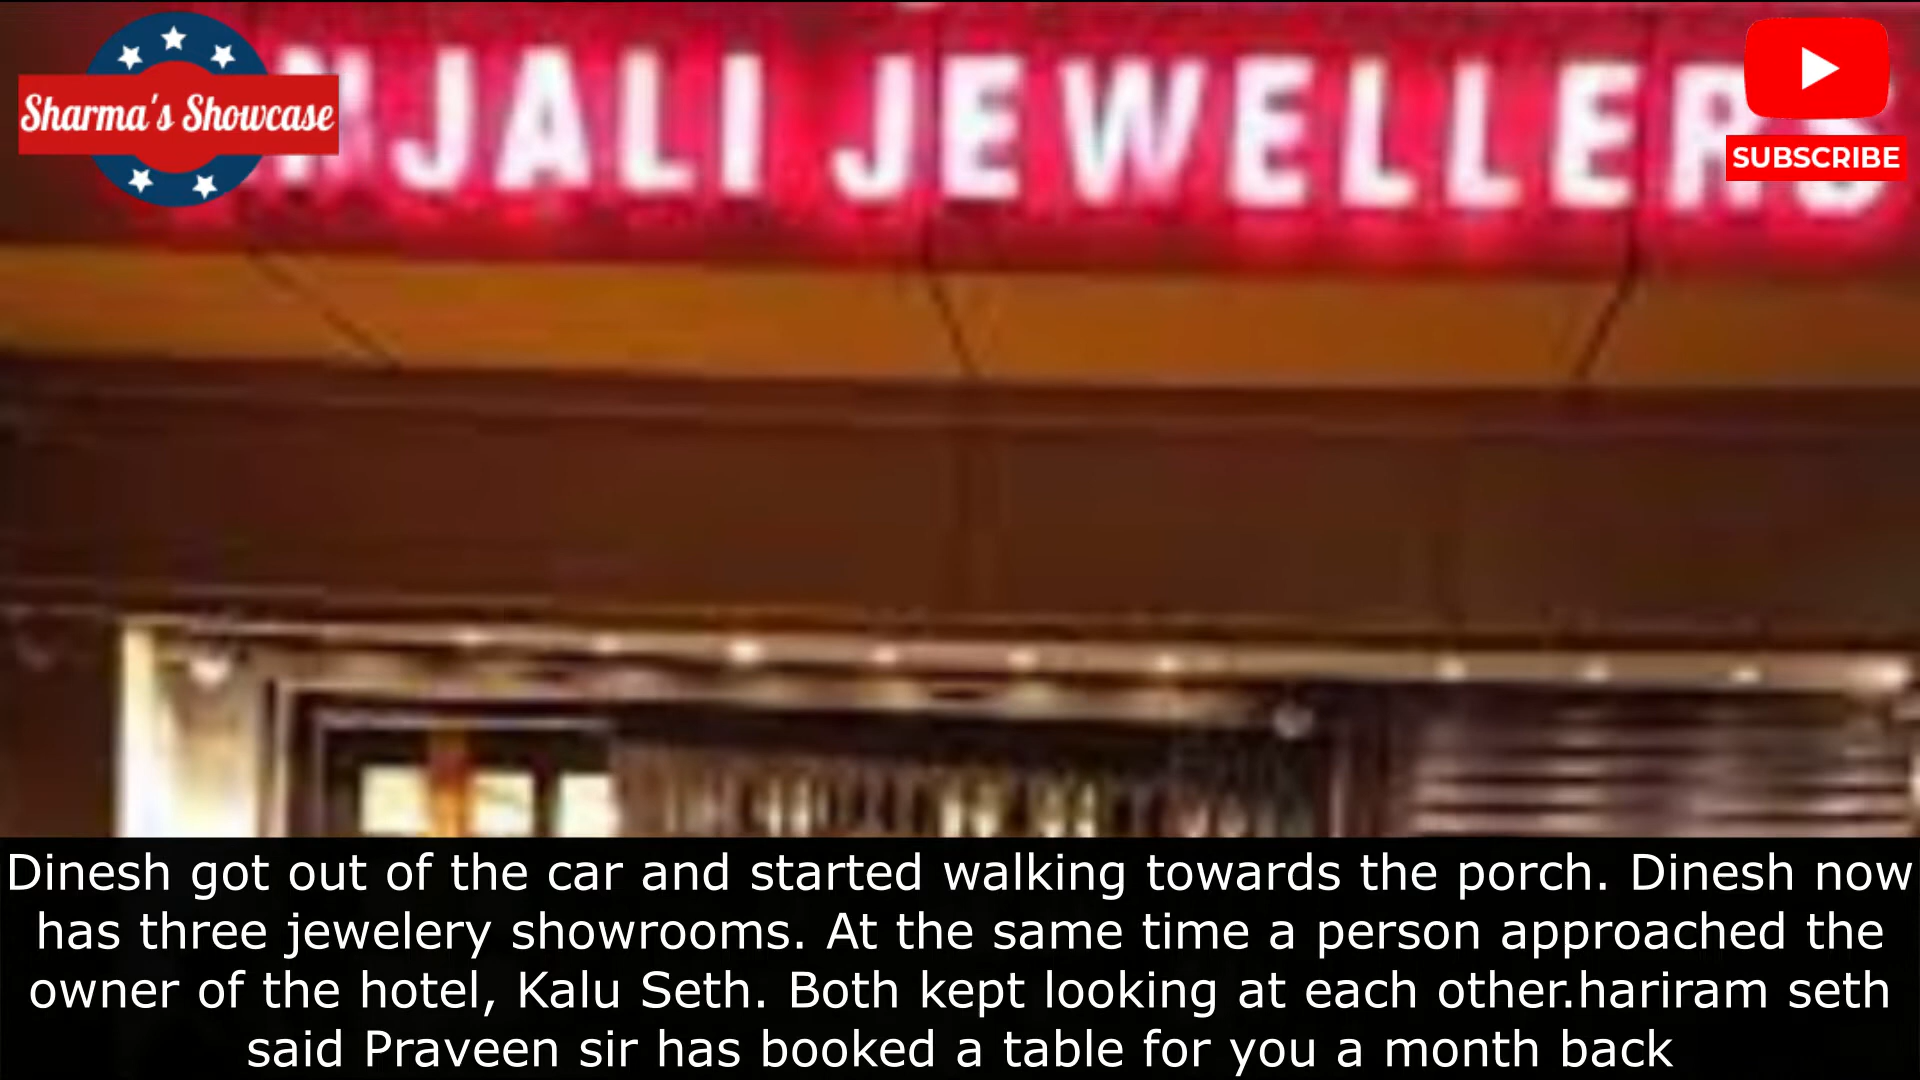 Sharma's Showcase
NJALI JEWELLERS
SUBSCRIBE
Dinesh got out of the car and started walking towards the porch. Dinesh now
has three jewelery showrooms. At the same time a person approached the
owner of the hotel, Kalu Seth. Both kept looking at each other.hariram seth
said Praveen sir has booked a table for you a month back